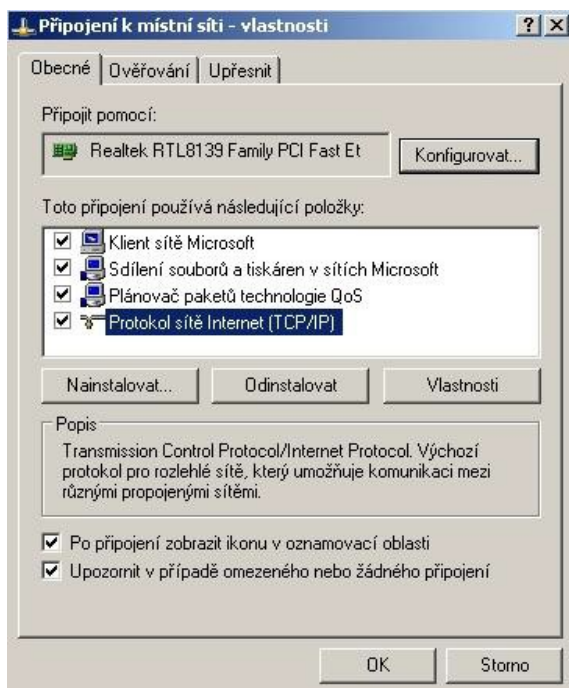 Připojení k místní síti - vlastnosti
Obecné Ověřování Upřesnit
Připojit pomocí:
Realtek RTL8139 Family PCI Fast Et Konfigurovat...
Toto připojení používá následující položky:
Klient sítě Microsoft
Sdílení souborů a tiskáren v sítích Microsoft
Plánovač paketů technologie QoS
Protokol sítě Internet (TCP/IP)
Nainstalovat... Odinstalovat Vlastnosti
Popis
Transmission Control Protocol/Internet Protocol. Výchozí
protokol pro rozlehlé sítě, který umožňuje komunikaci mezi
různými propojenými sítěmi.
Po připojení zobrazit ikonu v oznamovací oblasti
Upozornit v případě omezeného nebo žádného připojení
OK Storno